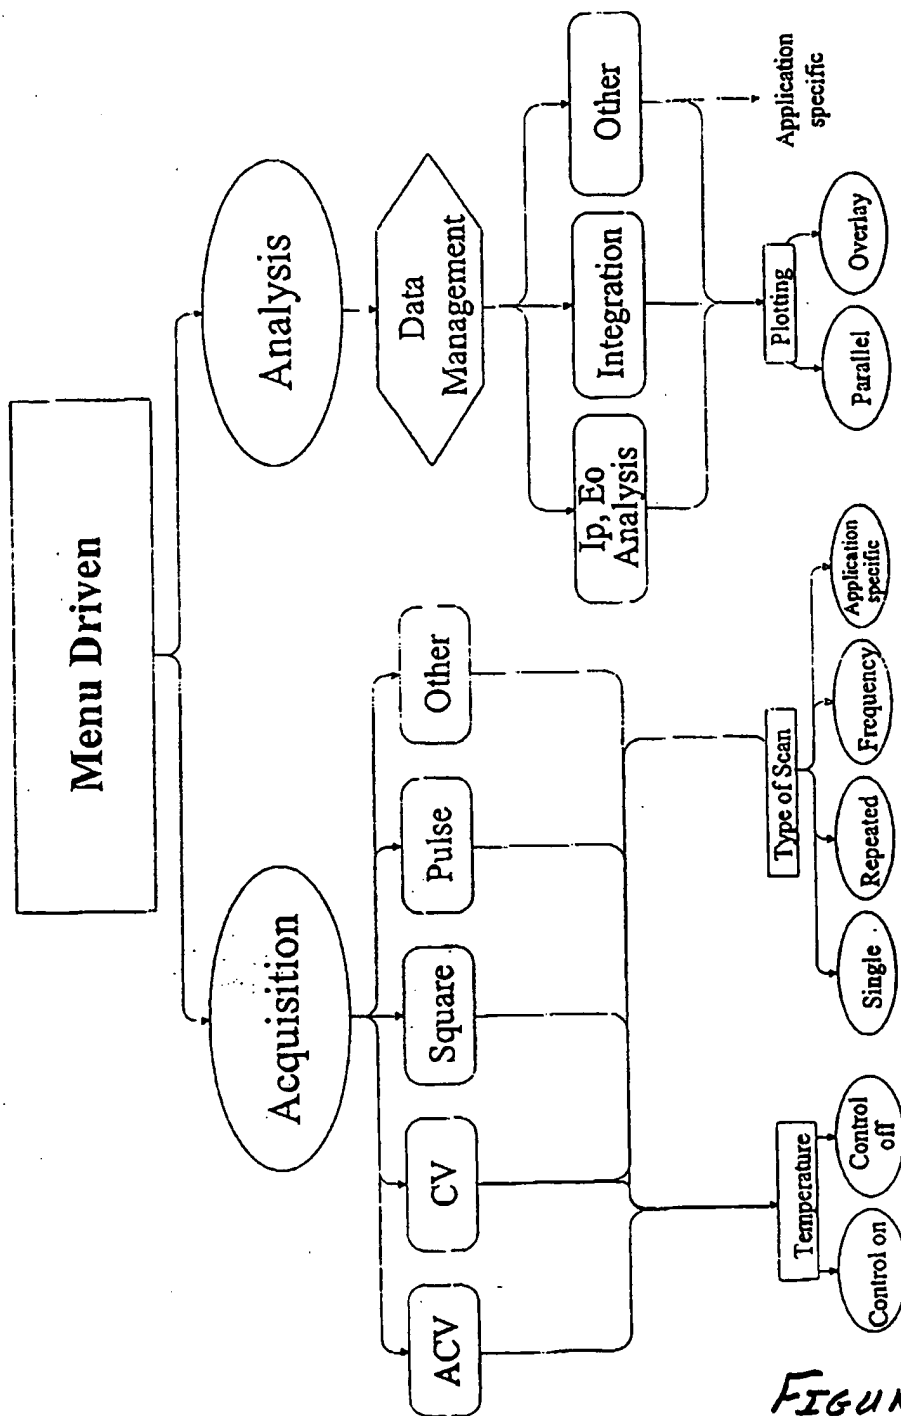 Menu Driven
Acquisition
Analysis
ACV
CV
Square
Pulse
Other
Data
Management
Ip, Eo
Analysis
Integration
Other
Application
specific
Temperature
Control on
Control
off
Type of Scan
Single
Repeated
Frequency
Application
specific
Plotting
Parallel
Overlay